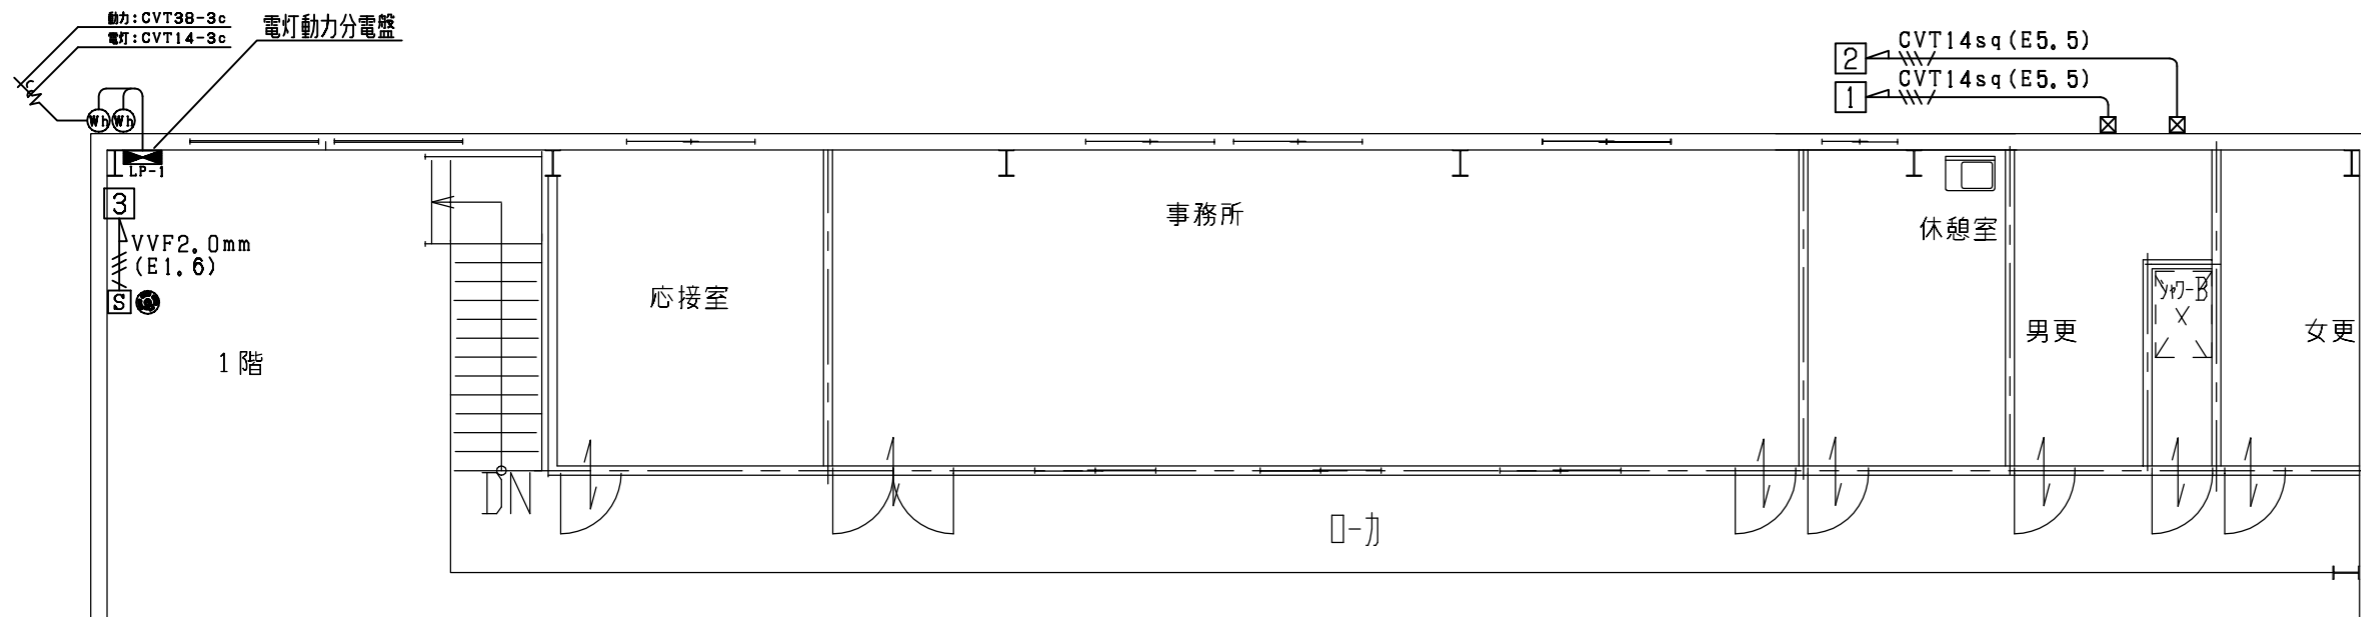 動力:CVT38-3c
電灯:CVT14-3c
電灯動力分電盤
CVT14sq(E5.5)
2
CVT14sq(E5.5)
1
Wh
Wh
LP-1
3
VVF2.0mm
(E1.6)
S
1階
応接室
事務所
休憩室
男更
シャワーB
女更
DN
ローカ